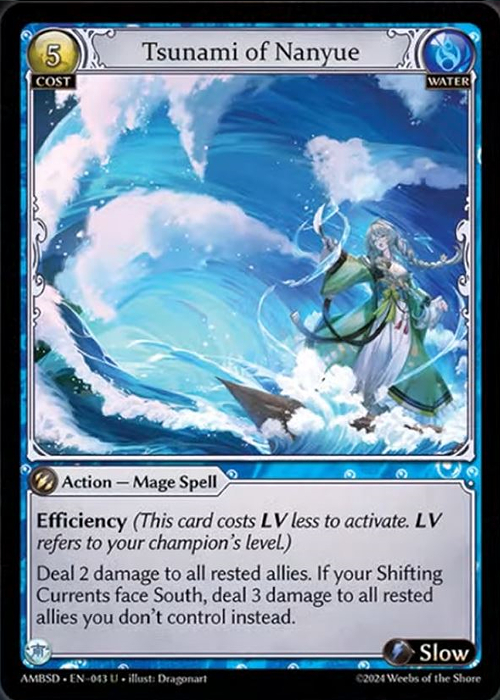 5
Tsunami of Nanyue
COST
WATER
Action — Mage Spell
Efficiency (This card costs LV less to activate. LV
refers to your champion's level.)
Deal 2 damage to all rested allies. If your Shifting
Currents face South, deal 3 damage to all rested
allies you don't control instead.
Slow
AMBSD • EN-043 U • illust: Dragonart
©2024 Weebs of the Shore